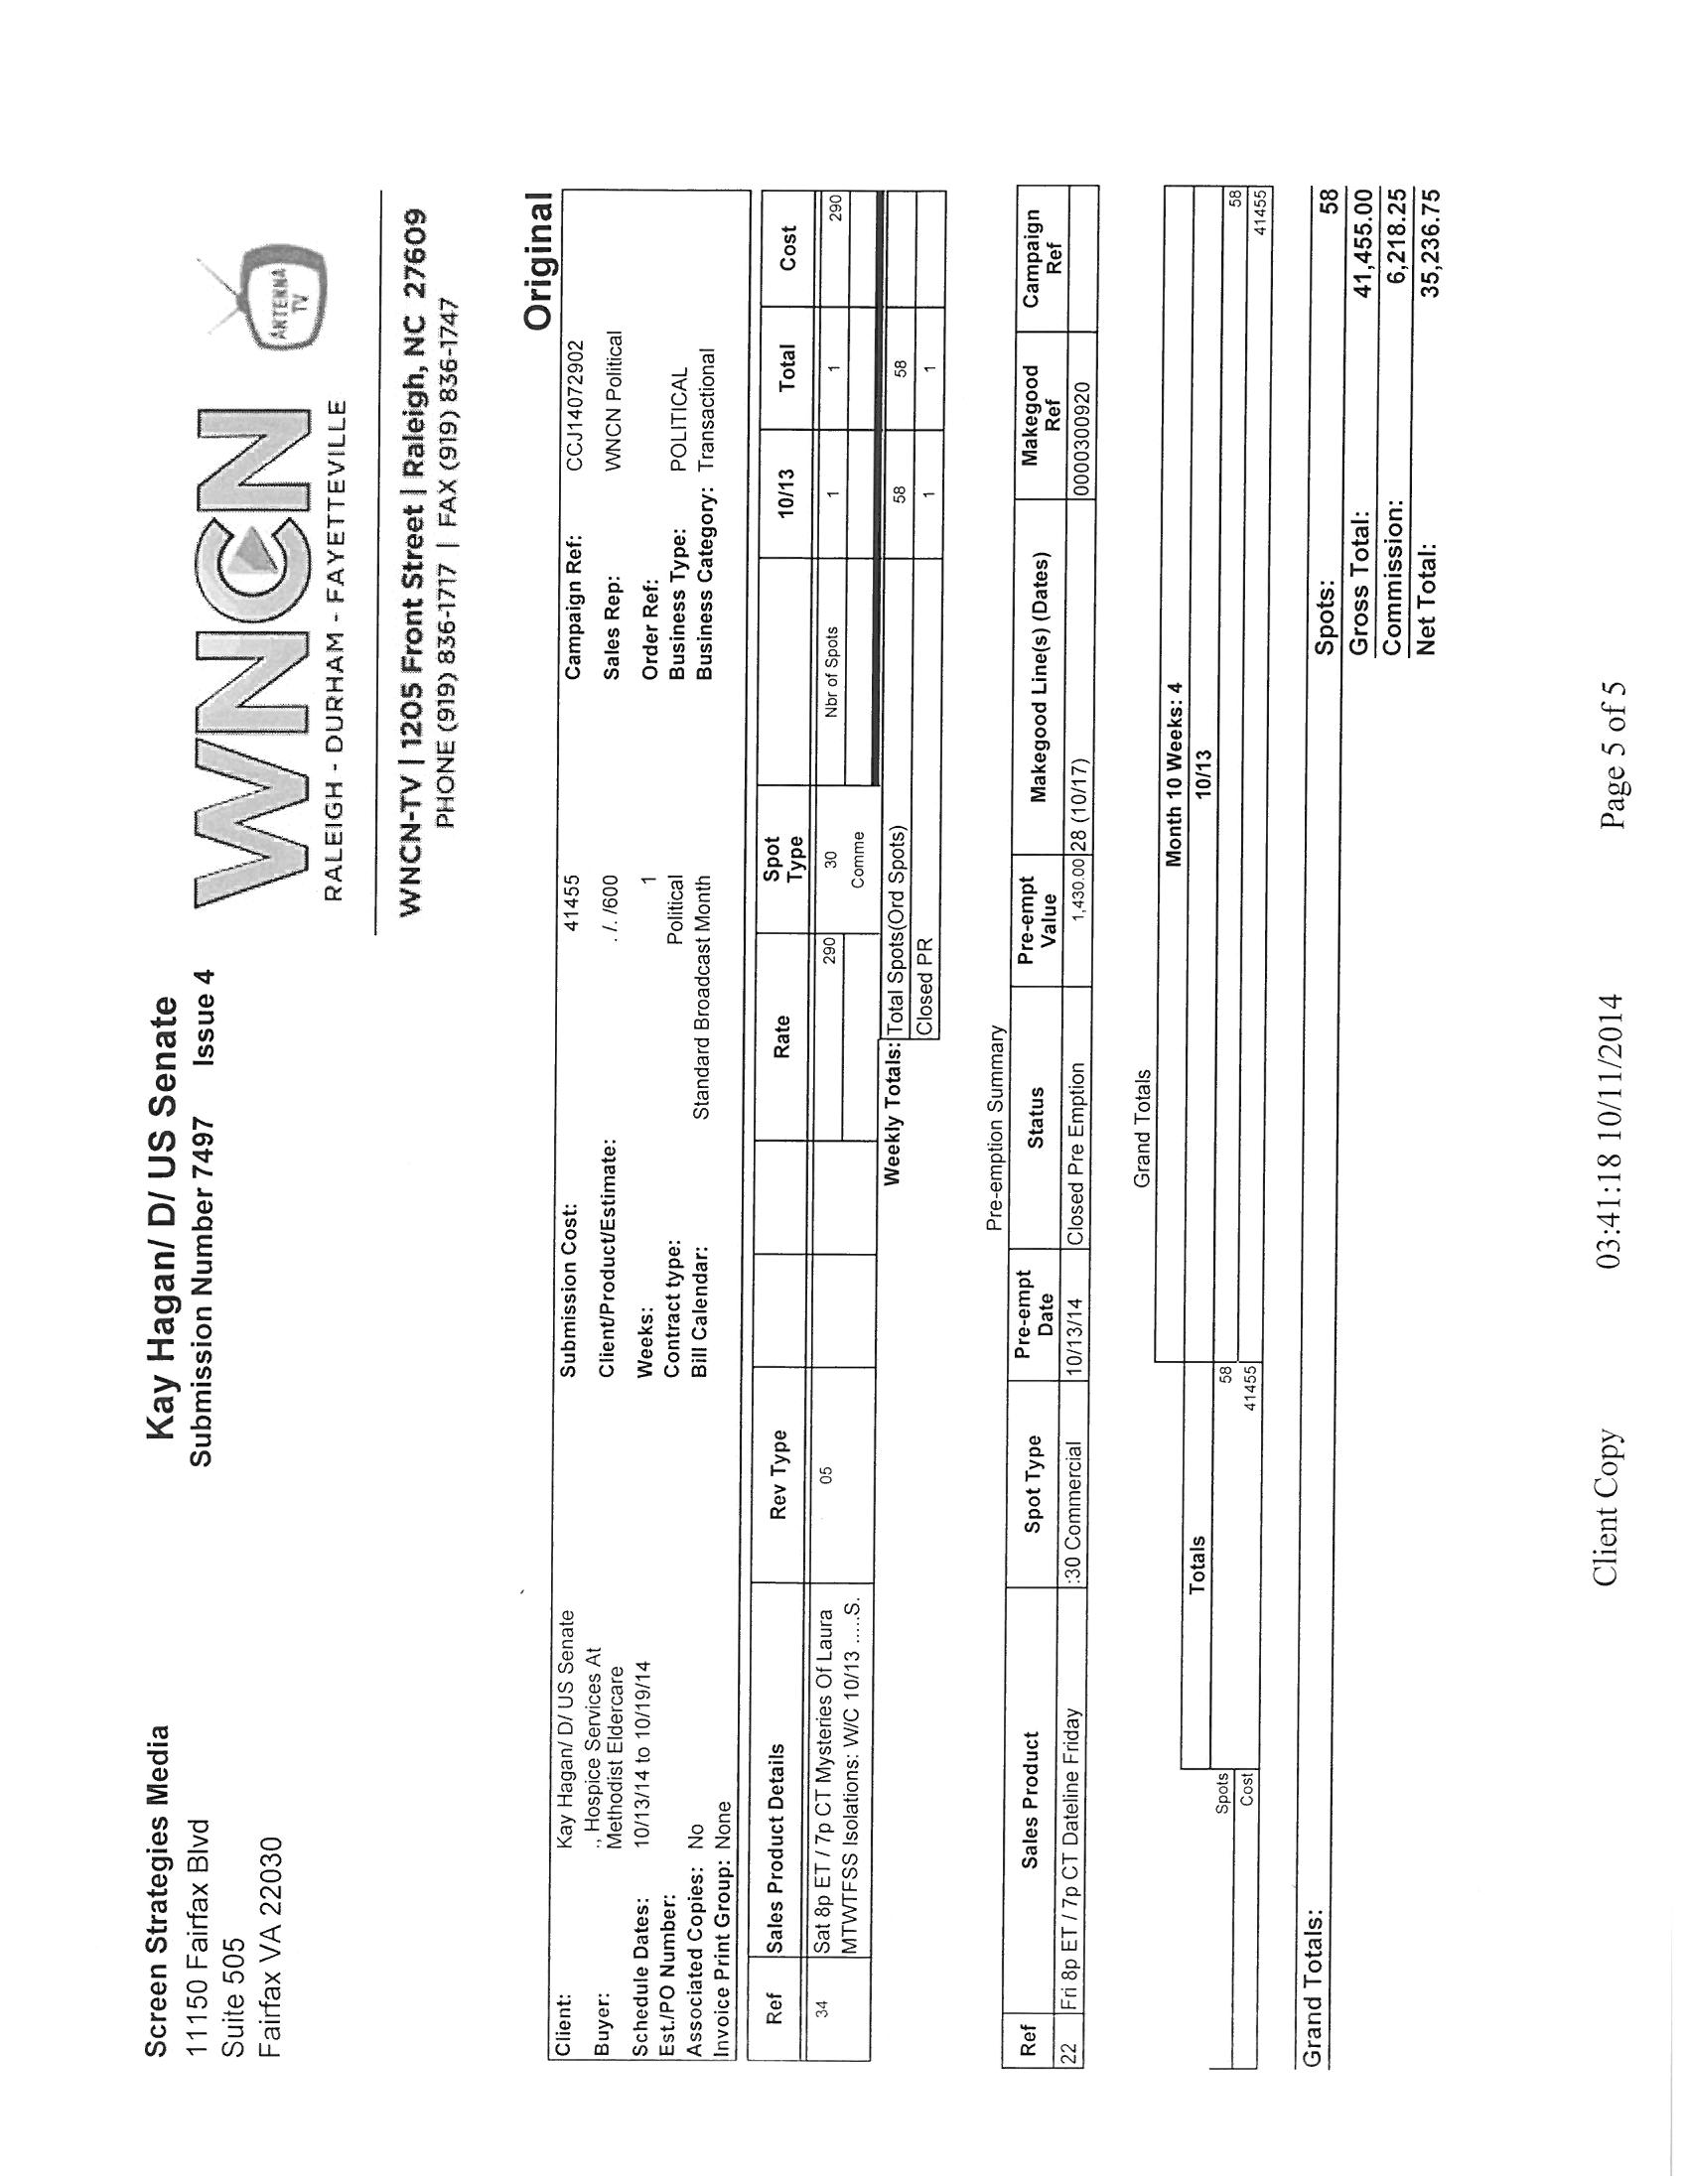 Screen Strategies Media
11150 Fairfax Blvd
Suite 505
Fairfax VA 22030
Kay Hagan/ D/ US Senate
Submission Number 7497 Issue 4
WNCN
RALEIGH - DURHAM - FAYETTEVILLE
ANTENNA
TV
WNCN-TV | 1205 Front Street | Raleigh, NC 27609
PHONE (919) 836-1717 | FAX (919) 836-1747
Original
Client: Kay Hagan/ D/ US Senate Submission Cost: 41455 Campaign Ref: CCJ14072902
Buyer: ., Hospice Services At Client/Product/Estimate: . /. /600 Sales Rep: WNCN Political
Methodist Eldercare
Schedule Dates: 10/13/14 to 10/19/14 Weeks: 1 Order Ref:
Est./PO Number: Contract type: Political Business Type: POLITICAL
Associated Copies: No Bill Calendar: Standard Broadcast Month Business Category: Transactional
Invoice Print Group: None
Ref Sales Product Details Rev Type Rate Spot Type 10/13 Total Cost
34 Sat 8p ET / 7p CT Mysteries Of Laura 05 290 30 Nbr of Spots 1 1 290
MTWTFSS Isolations: W/C 10/13 .....S. Comme
Weekly Totals: Total Spots(Ord Spots) 58 58
Closed PR 1 1
Pre-emption Summary
Ref Sales Product Spot Type Pre-empt Date Status Pre-empt Value Makegood Line(s) (Dates) Makegood Ref Campaign Ref
22 Fri 8p ET / 7p CT Dateline Friday :30 Commercial 10/13/14 Closed Pre Emption 1,430.00 28 (10/17) 0000300920
Grand Totals
Month 10 Weeks: 4
Totals 10/13
Spots 58 58
Cost 41455 41455
Grand Totals: Spots: 58
Gross Total: 41,455.00
Commission: 6,218.25
Net Total: 35,236.75
Client Copy 03:41:18 10/11/2014 Page 5 of 5